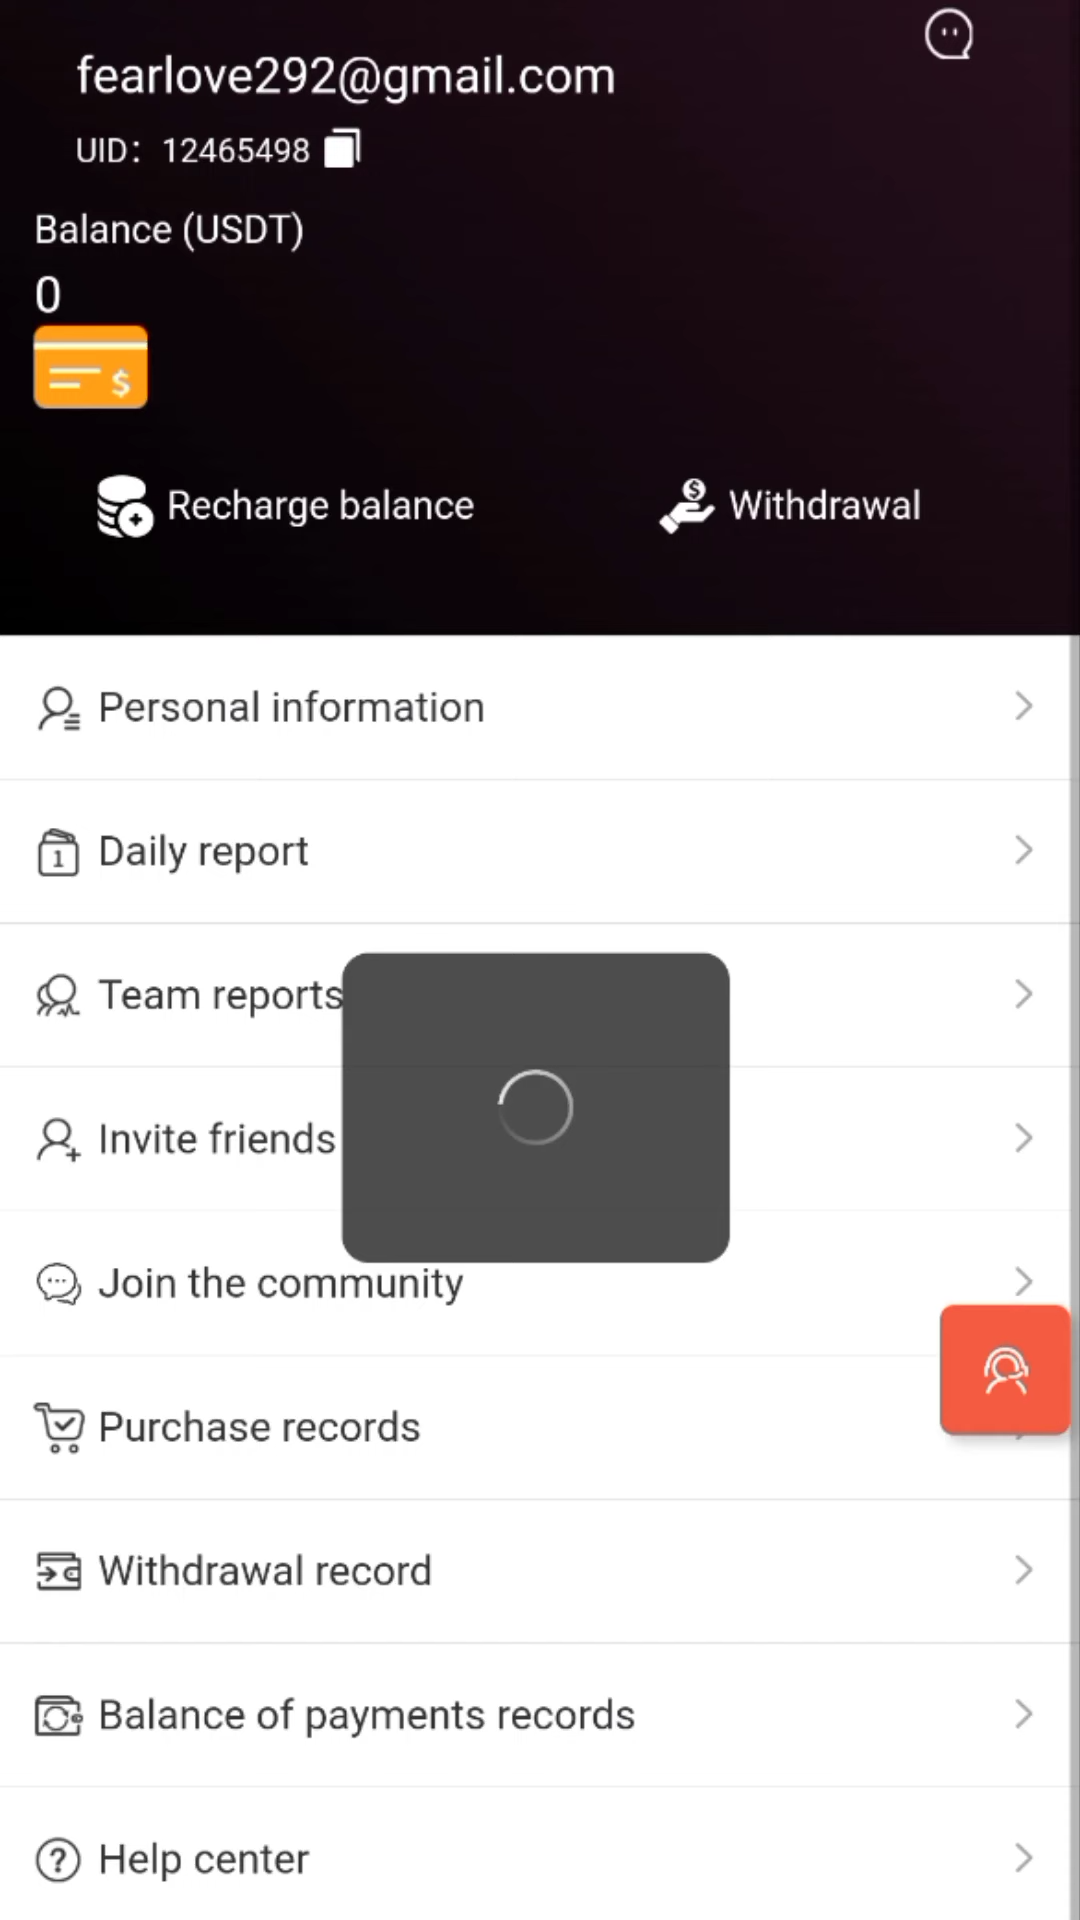 fearlove292@gmail.com
UID: 12465498
Balance (USDT)
0
Recharge balance
Withdrawal
Personal information
Daily report
Team reports
Invite friends
Join the community
Purchase records
Withdrawal record
Balance of payments records
Help center